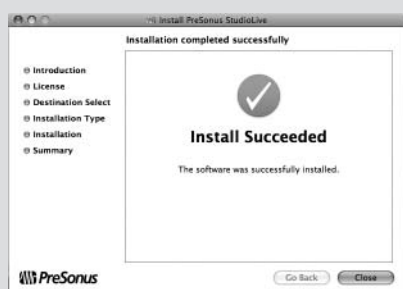 Install PreSonus StudioLive
Installation completed successfully
Introduction
License
Destination Select
Installation Type
Installation
Summary
Install Succeeded
The software was successfully installed.
PreSonus
Go Back
Close